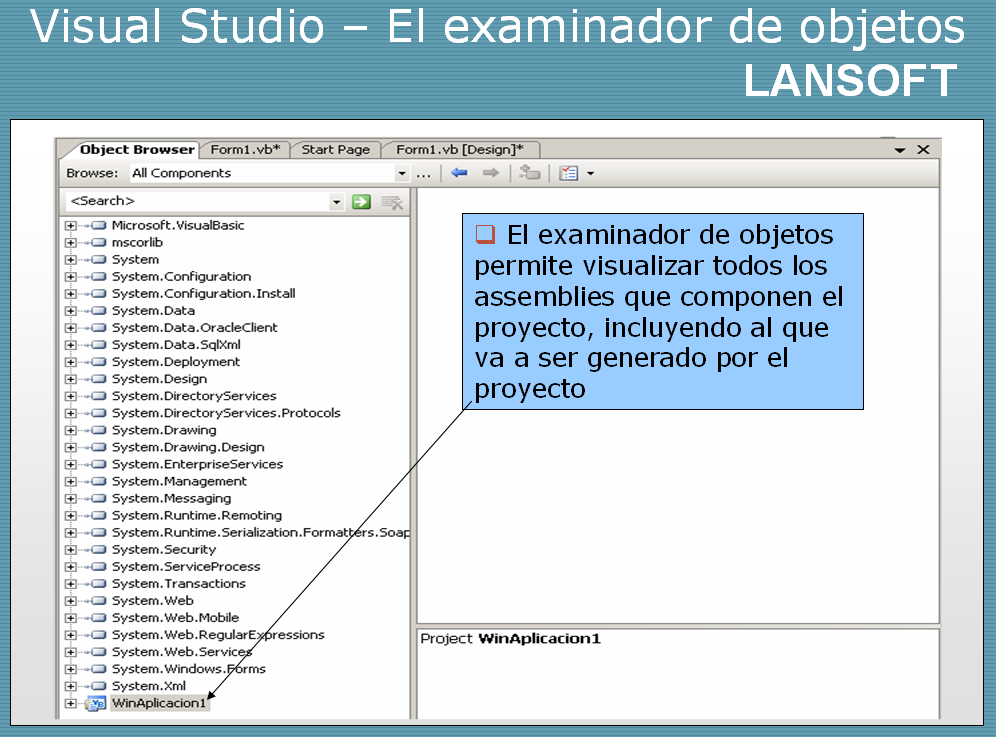 Visual Studio – El examinador de objetos
LANSOFT
Object Browser Form1.vb* Start Page Form1.vb [Design]*
Browse: All Components ...
<Search>
Microsoft.VisualBasic
mscorlib
System
System.Configuration
System.Configuration.Install
System.Data
System.Data.OracleClient
System.Data.SqlXml
System.Deployment
System.Design
System.DirectoryServices
System.DirectoryServices.Protocols
System.Drawing
System.Drawing.Design
System.EnterpriseServices
System.Management
System.Messaging
System.Runtime.Remoting
System.Runtime.Serialization.Formatters.Soap
System.Security
System.ServiceProcess
System.Transactions
System.Web
System.Web.Mobile
System.Web.RegularExpressions
System.Web.Services
System.Windows.Forms
System.Xml
VB WinAplicacion1
El examinador de objetos
permite visualizar todos los
assemblies que componen el
proyecto, incluyendo al que
va a ser generado por el
proyecto
Project WinAplicacion1